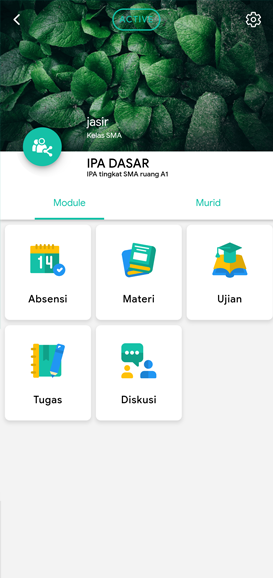 ACTIVE
jasir
Kelas SMA
IPA DASAR
IPA tingkat SMA ruang A1
Module Murid
14
Absensi Materi Ujian
Tugas Diskusi